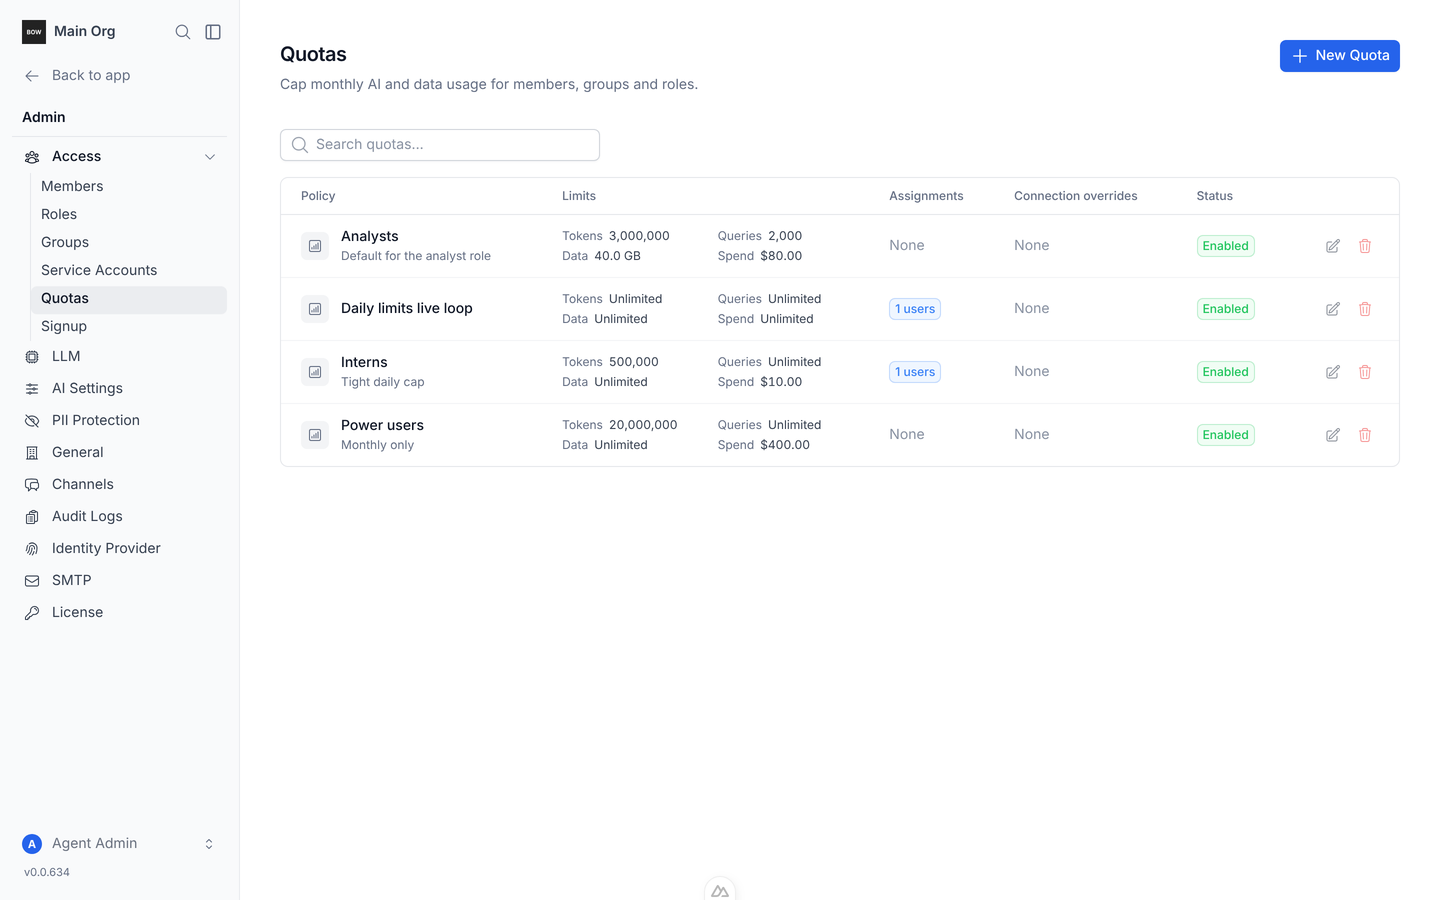 BOW Main Org
Back to app
Admin
Access
Members
Roles
Groups
Service Accounts
Quotas
Signup
LLM
AI Settings
PII Protection
General
Channels
Audit Logs
Identity Provider
SMTP
License
A Agent Admin
v0.0.634
Quotas
New Quota
Cap monthly AI and data usage for members, groups and roles.
Search quotas...
Policy Limits Assignments Connection overrides Status
Analysts
Default for the analyst role
Tokens 3,000,000 Queries 2,000
Data 40.0 GB Spend $80.00
None None Enabled
Daily limits live loop
Tokens Unlimited Queries Unlimited
Data Unlimited Spend Unlimited
1 users None Enabled
Interns
Tight daily cap
Tokens 500,000 Queries Unlimited
Data Unlimited Spend $10.00
1 users None Enabled
Power users
Monthly only
Tokens 20,000,000 Queries Unlimited
Data Unlimited Spend $400.00
None None Enabled